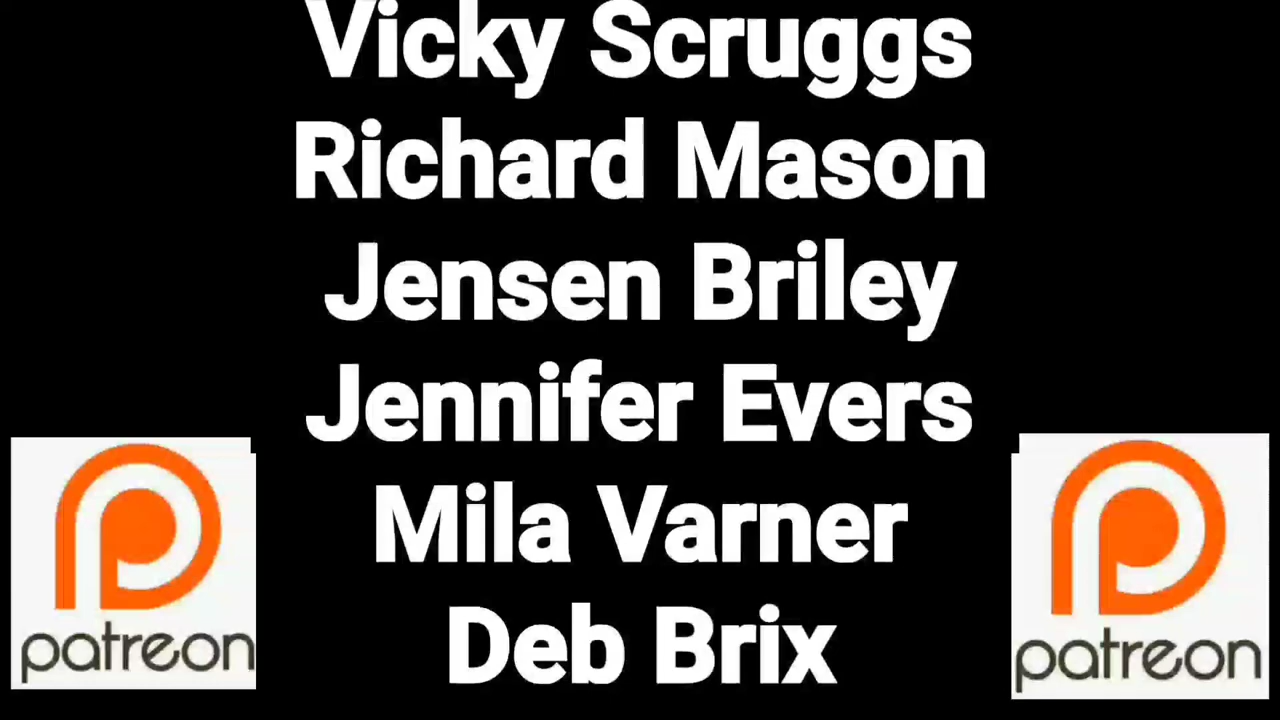 Vicky Scruggs
Richard Mason
Jensen Briley
Jennifer Evers
Mila Varner
Deb Brix
patreon
patreon